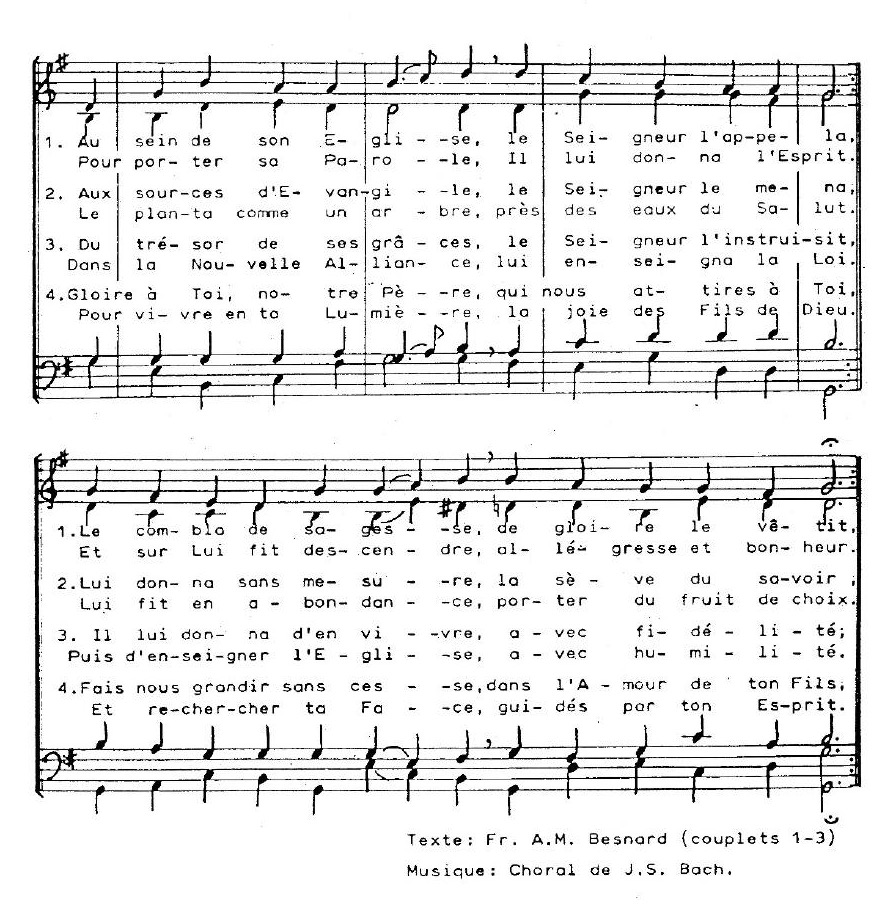 1. Au sein de son E- gli - -se, le Sei- gneur l'ap-pe- la,
Pour por- ter sa Pa- ro - -le, Il lui don- na l'Esprit.
2. Aux sour-ces d'E- van-gi - -le, le Sei- gneur le me- na;
Le plan-ta comme un ar - bre, près des eaux du Sa- lut.
3. Du tré- sor de ses grâ - ces, le Sei- gneur l'instrui-sit,
Dans la Nou- velle Al- lian- ce, lui en- sei- gna la Loi.
4.Gloire à Toi, no- tre Pè- -re, qui nous at- tires à Toi,
Pour vi- vre en ta Lu- miè- -re, la joie des Fils de Dieu.
1.Le com- bla de sa- ges - -se, de gloi- re le vê- tit,
Et sur Lui fit des- cen - dre, al- lé- gresse et bon- heur.
2.Lui don- na sans me- su - -re, la sè - ve du sa-voir ;
Lui fit en a - bon- dan - -ce, por- ter du fruit de choix.
3. Il lui don- na d'en vi - -vre, a - vec fi- dé - li - té;
Puis d'en-sei-gner l'E - gli - -se, a - vec hu- mi - li - té.
4.Fais nous grandir sans ces - -se,dans l'A - mour de ton Fils,
Et re-cher-cher ta Fa - -ce, gui- dés par ton Es-prit.
Texte: Fr. A.M. Besnard (couplets 1-3)
Musique: Choral de J.S. Bach.